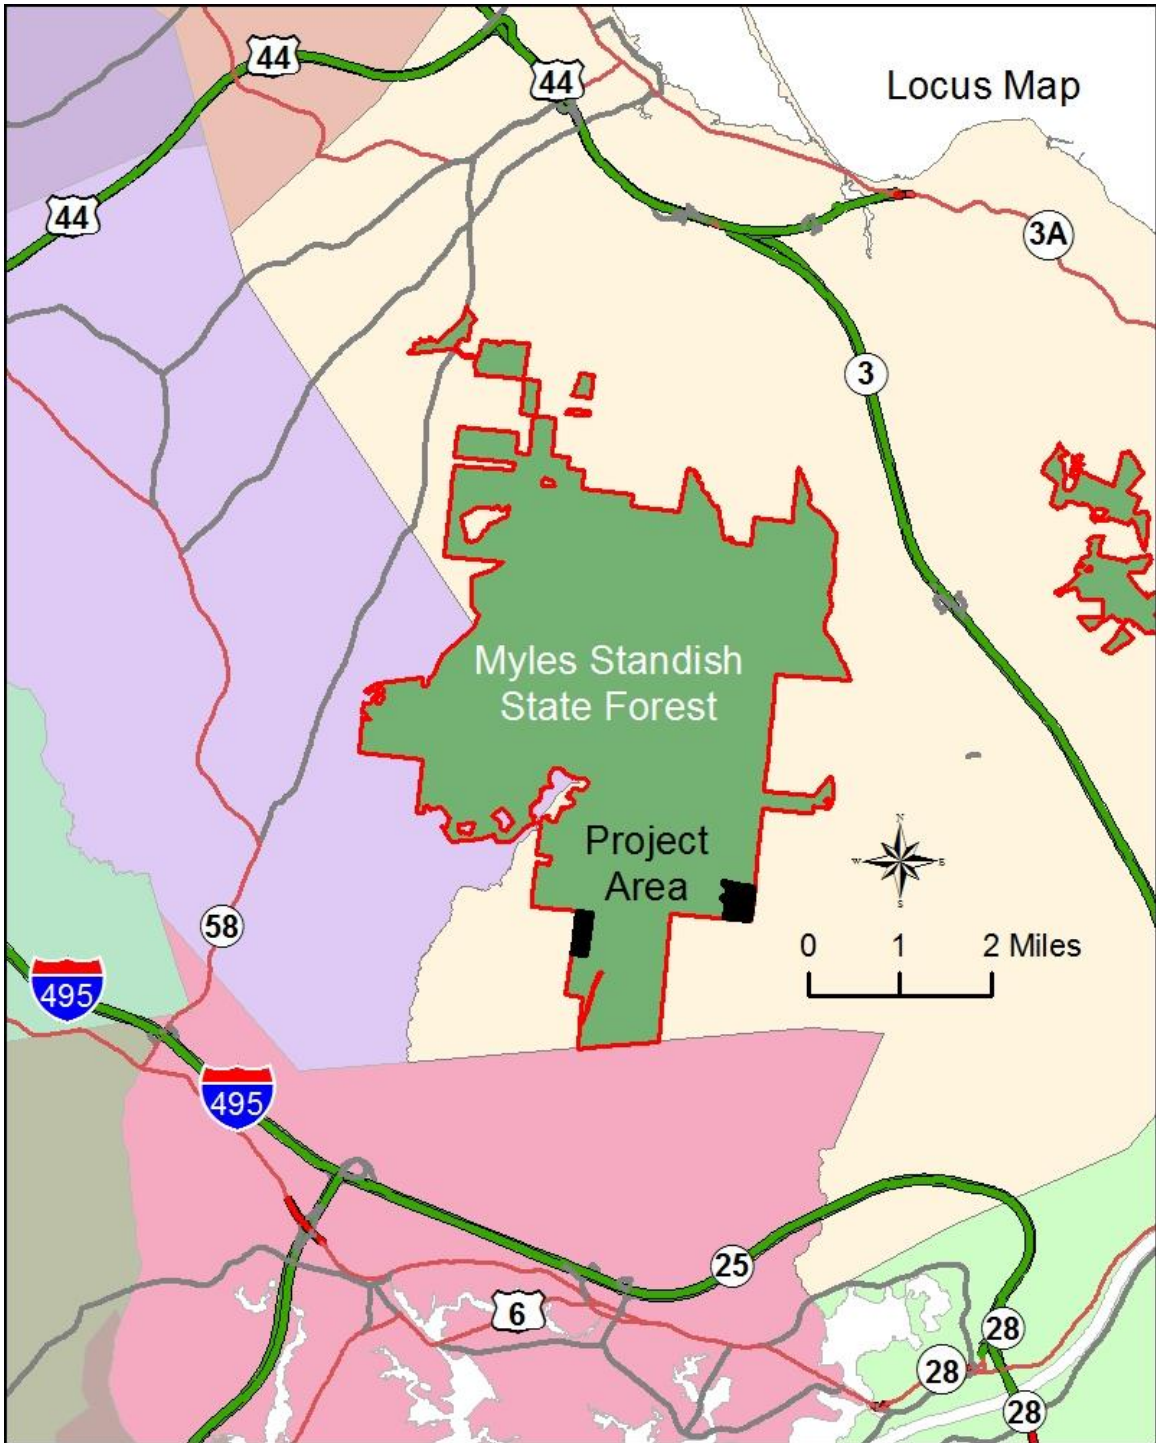 44
44
Locus Map
44
3A
3
Myles Standish
State Forest
Project
Area
N
W
E
S
58
0 1 2 Miles
495
495
25
6
28
28
28